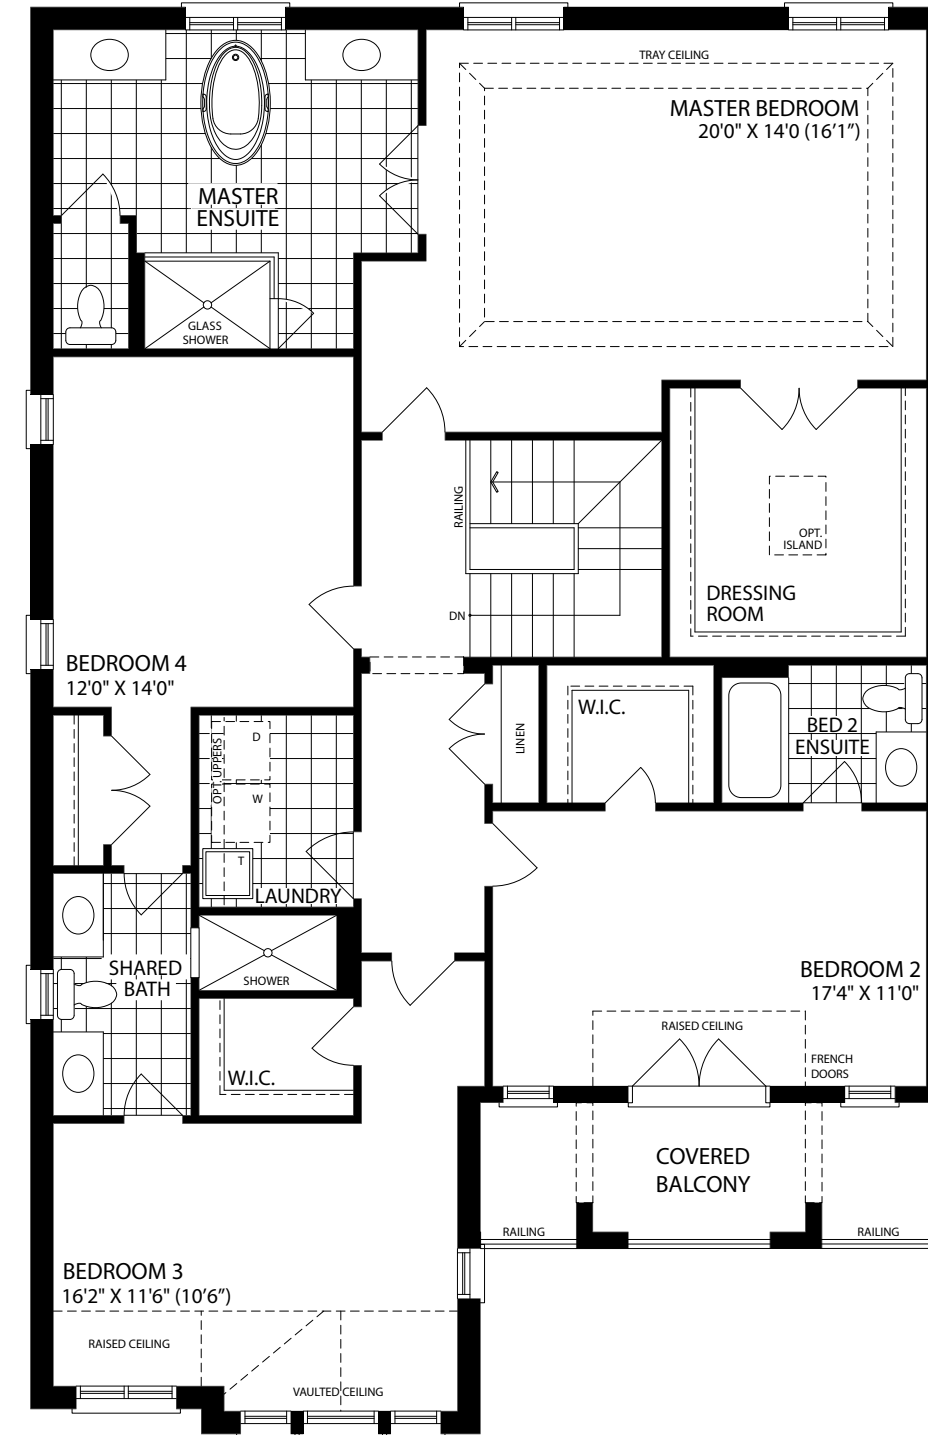 TRAY CEILING
MASTER BEDROOM
20'0" X 14'0 (16'1")
MASTER
ENSUITE
GLASS
SHOWER
RAILING
DN
OPT.
ISLAND
DRESSING
ROOM
BEDROOM 4
12'0" X 14'0"
OPT. UPPERS
D
W
T
LAUNDRY
LINEN
W.I.C.
BED 2
ENSUITE
SHARED
BATH
SHOWER
W.I.C.
BEDROOM 2
17'4" X 11'0"
RAISED CEILING
FRENCH
DOORS
COVERED
BALCONY
RAILING
RAILING
BEDROOM 3
16'2" X 11'6" (10'6")
RAISED CEILING
VAULTED CEILING